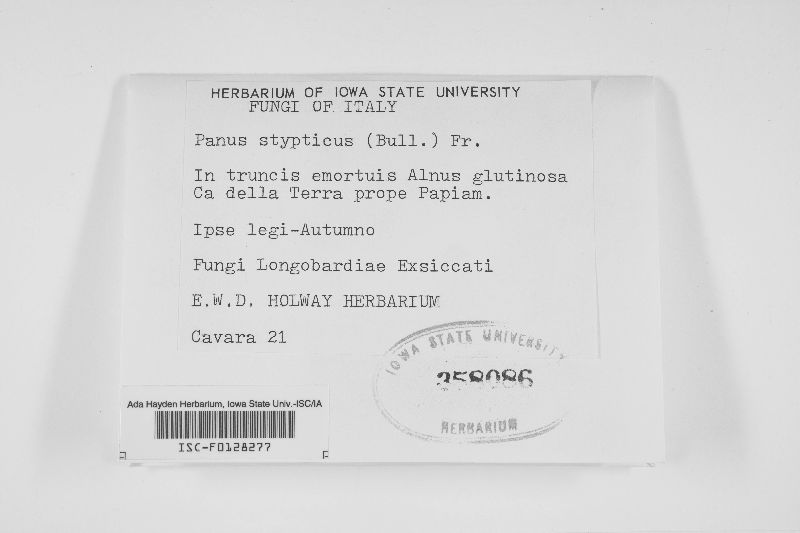 HERBARIUM OF IOWA STATE UNIVERSITY
FUNGI OF ITALY
Panus stypticus (Bull.) Fr.
In truncis emortuis Alnus glutinosa
Ca della Terra prope Papiam.
Ipse legi-Autumno
Fungi Longobardiae Exsiccati
E.W.D. HOLWAY HERBARIUM
Cavara 21
IOWA STATE UNIVERSITY
358086
HERBARIUM
Ada Hayden Herbarium, Iowa State Univ.-ISC/IA
ISC-F0128277